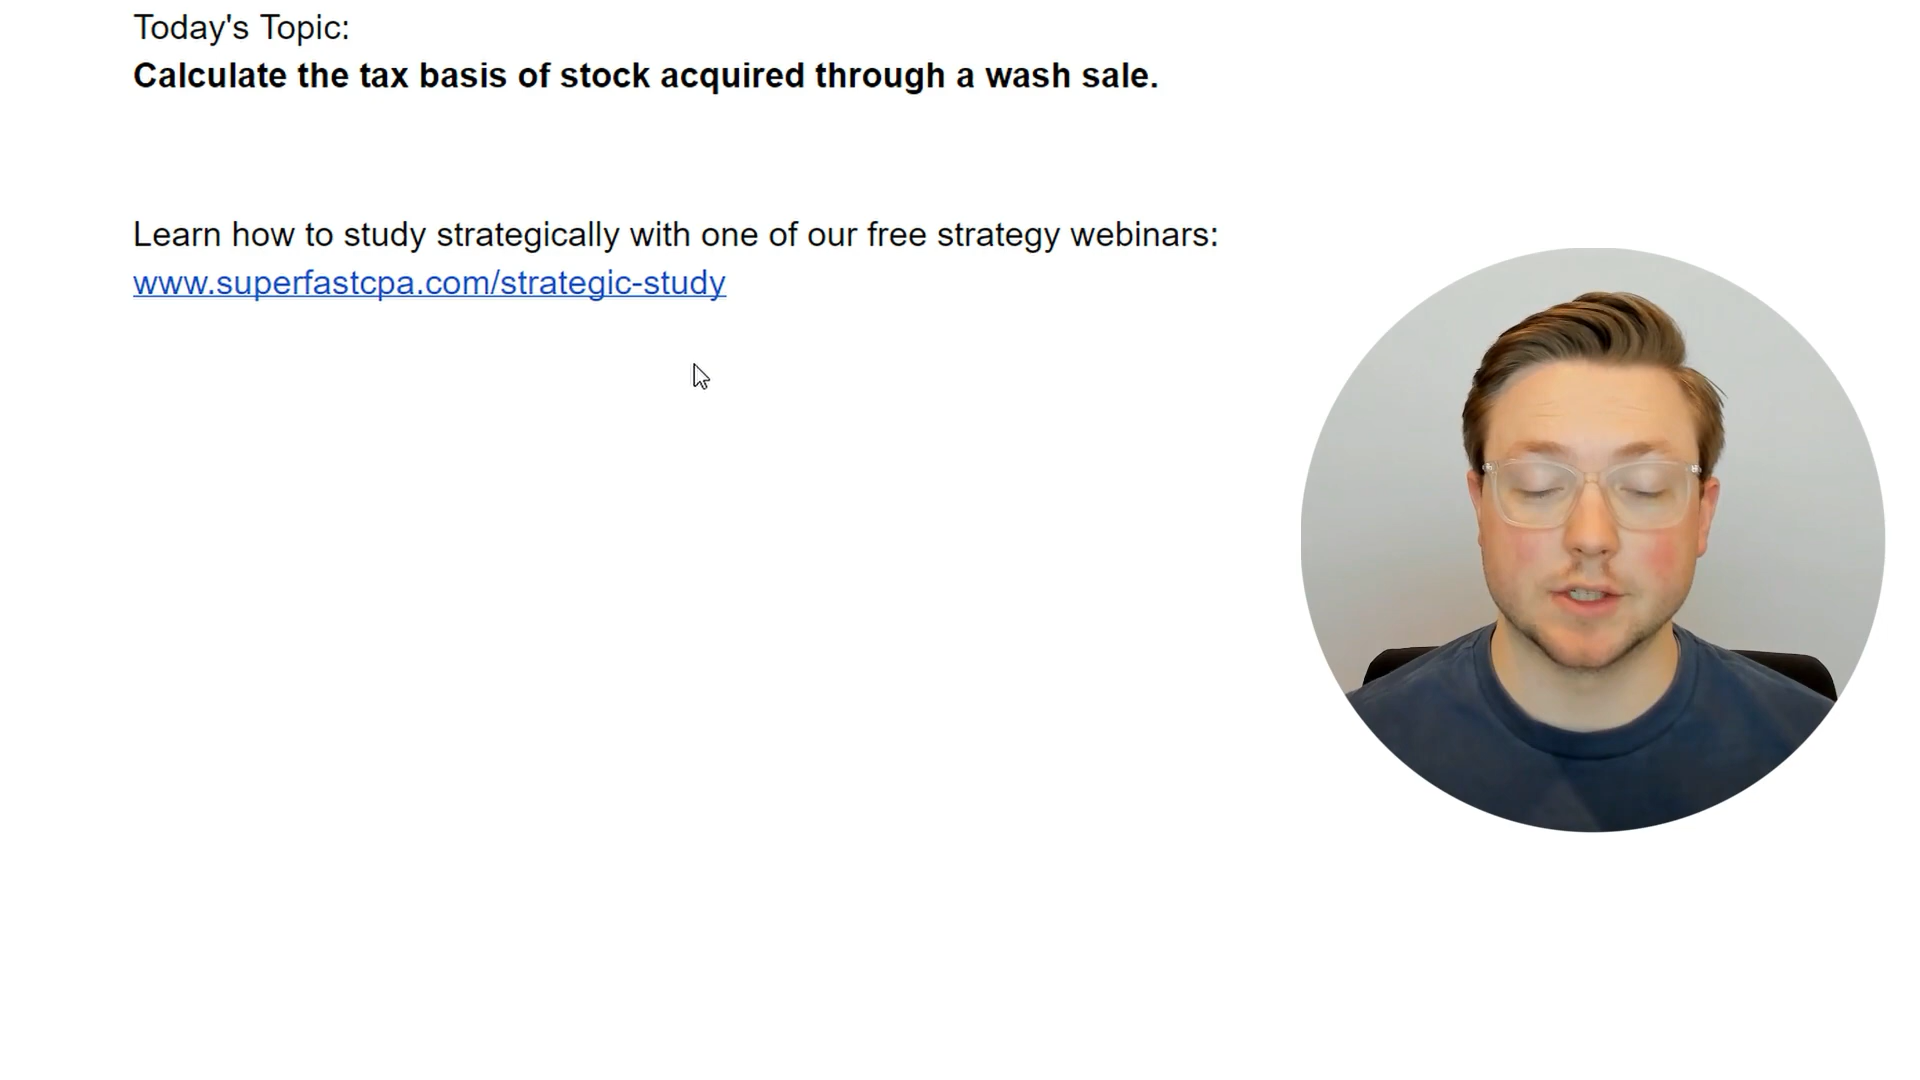 Today's Topic:
Calculate the tax basis of stock acquired through a wash sale.
Learn how to study strategically with one of our free strategy webinars:
www.superfastcpa.com/strategic-study